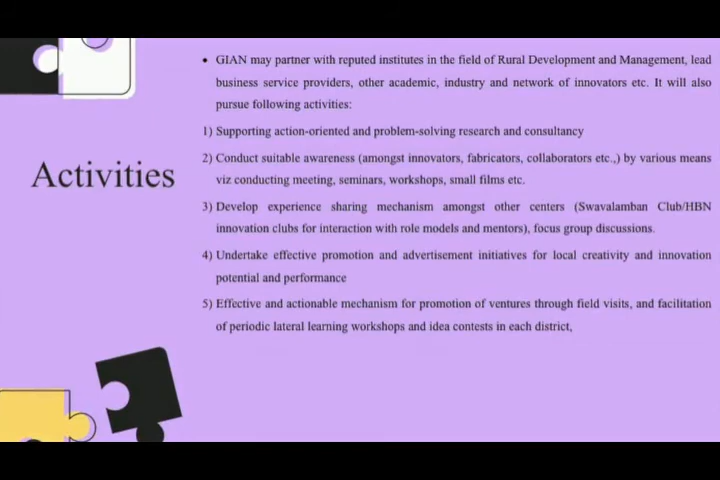 Activities
• GIAN may partner with reputed institutes in the field of Rural Development and Management, lead
business service providers, other academic, industry and network of innovators etc. It will also
pursue following activities:
1) Supporting action-oriented and problem-solving research and consultancy
2) Conduct suitable awareness (amongst innovators, fabricators, collaborators etc.,) by various means
viz conducting meeting, seminars, workshops, small films etc.
3) Develop experience sharing mechanism amongst other centers (Swavalamban Club/HBN
innovation clubs for interaction with role models and mentors), focus group discussions.
4) Undertake effective promotion and advertisement initiatives for local creativity and innovation
potential and performance
5) Effective and actionable mechanism for promotion of ventures through field visits, and facilitation
of periodic lateral learning workshops and idea contests in each district,